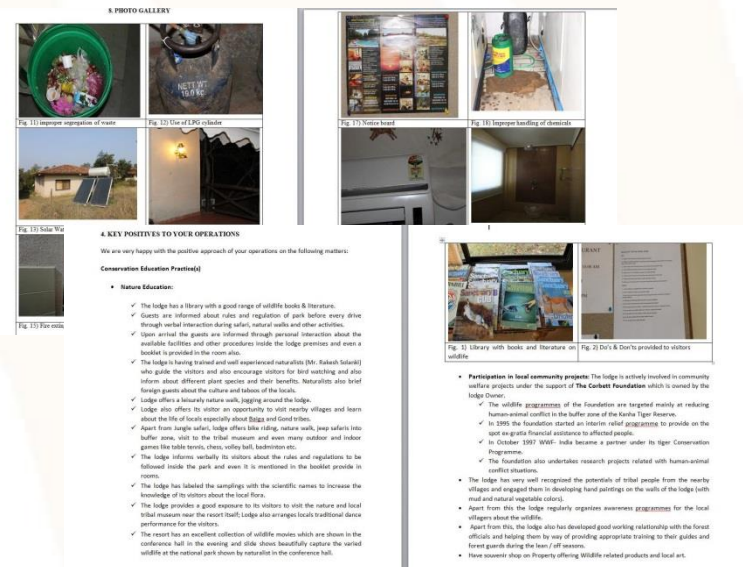 8. PHOTO GALLERY
NETT WT.
19.0 kg
Fig. 11) improper segregation of waste
Fig. 12) Use of LPG cylinder
Fig. 13) Solar Wat
Fig. 15) Fire extin
Fig. 17) Notice board
Fig. 18) Improper handling of chemicals
4. KEY POSITIVES TO YOUR OPERATIONS
We are very happy with the positive approach of your operations on the following matters:
Conservation Education Practice(s)
• Nature Education:
✓ The lodge has a library with a good range of wildlife books & literature.
✓ Guests are informed about rules and regulation of park before every drive
through verbal interaction during safari, natural walks and other activities.
✓ Upon arrival the guests are informed through personal interaction about the
available facilities and other procedures inside the lodge premises and even a
booklet is provided in the room also.
✓ The lodge is having trained and well experienced naturalists (Mr. Rakesh Solanki)
who guide the visitors and also encourage visitors for bird watching and also
inform about different plant species and their benefits. Naturalists also brief
foreign guests about the culture and taboos of the locals.
✓ Lodge offers a leisurely nature walk, jogging around the lodge.
✓ Lodge also offers its visitor an opportunity to visit nearby villages and learn
about the life of locals especially about Baiga and Gond tribes.
✓ Apart from Jungle safari, lodge offers bike riding, nature walk, jeep safaris into
buffer zone, visit to the tribal museum and even many outdoor and indoor
games like table tennis, chess, volley ball, badminton etc.
✓ The lodge informs verbally its visitors about the rules and regulations to be
followed inside the park and even it is mentioned in the booklet provide in
rooms.
✓ The lodge has labeled the samplings with the scientific names to increase the
knowledge of its visitors about the local flora.
✓ The lodge provides a good exposure to its visitors to visit the nature and local
tribal museum near the resort itself; Lodge also arranges locals traditional dance
performance for the visitors.
✓ The resort has an excellent collection of wildlife movies which are shown in the
conference hall in the evening and slide shows beautifully capture the varied
wildlife at the national park shown by naturalist in the conference hall.
Fig. 1) Library with books and literature on
wildlife
Fig. 2) Do's & Don'ts provided to visitors
• Participation in local community projects: The lodge is actively involved in community
welfare projects under the support of The Corbett Foundation which is owned by the
lodge Owner.
✓ The wildlife programmes of the Foundation are targeted mainly at reducing
human-animal conflict in the buffer zone of the Kanha Tiger Reserve.
✓ In 1995 the foundation started an interim relief programme to provide on the
spot ex-gratia financial assistance to affected people.
✓ In October 1997 WWF- India became a partner under its tiger Conservation
Programme.
✓ The foundation also undertakes research projects related with human-animal
conflict situations.
• The lodge has very well recognized the potentials of tribal people from the nearby
villages and engaged them in developing hand paintings on the walls of the lodge (with
mud and natural vegetable colors).
• Apart from this the lodge regularly organizes awareness programmes for the local
villagers about the wildlife.
• Apart from this, the lodge also has developed good working relationship with the forest
officials and helping them by way of providing appropriate training to their guides and
forest guards during the lean / off seasons.
• Have souvenir shop on Property offering Wildlife related products and local art.